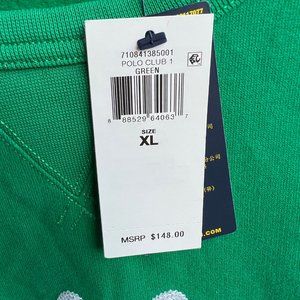 710841385001
POLO CLUB 1
GREEN
8 88529 64063 7
SIZE
XL
MSRP $148.00